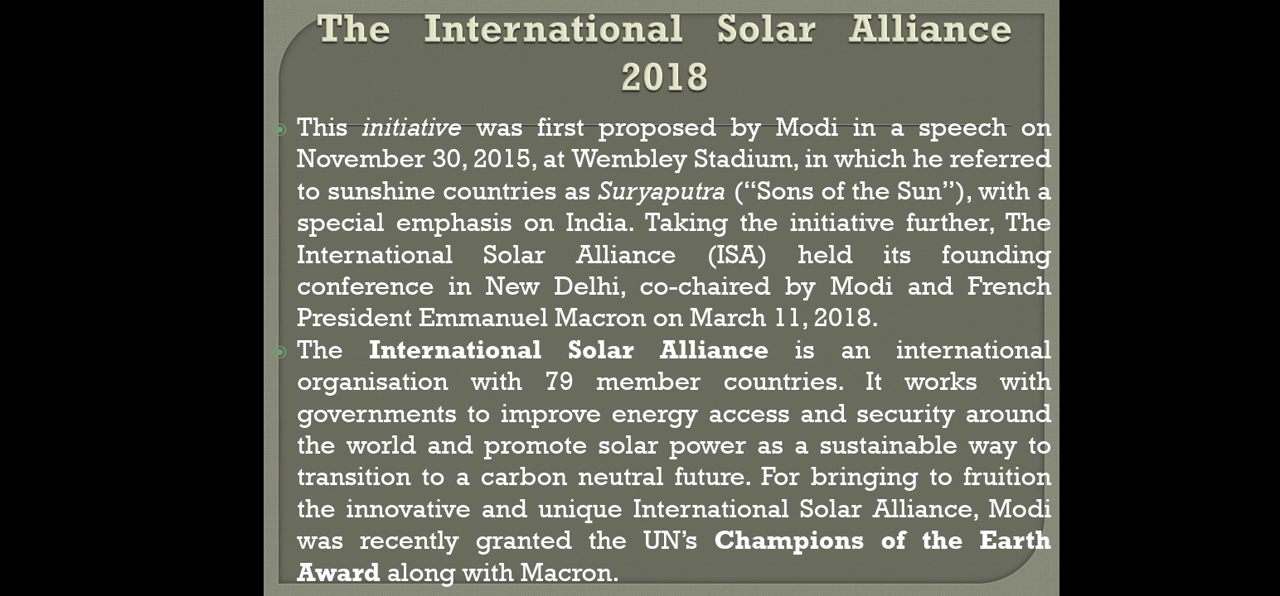 The International Solar Alliance
2018
This initiative was first proposed by Modi in a speech on
November 30, 2015, at Wembley Stadium, in which he referred
to sunshine countries as Suryaputra (“Sons of the Sun”), with a
special emphasis on India. Taking the initiative further, The
International Solar Alliance (ISA) held its founding
conference in New Delhi, co-chaired by Modi and French
President Emmanuel Macron on March 11, 2018.
The International Solar Alliance is an international
organisation with 79 member countries. It works with
governments to improve energy access and security around
the world and promote solar power as a sustainable way to
transition to a carbon neutral future. For bringing to fruition
the innovative and unique International Solar Alliance, Modi
was recently granted the UN’s Champions of the Earth
Award along with Macron.